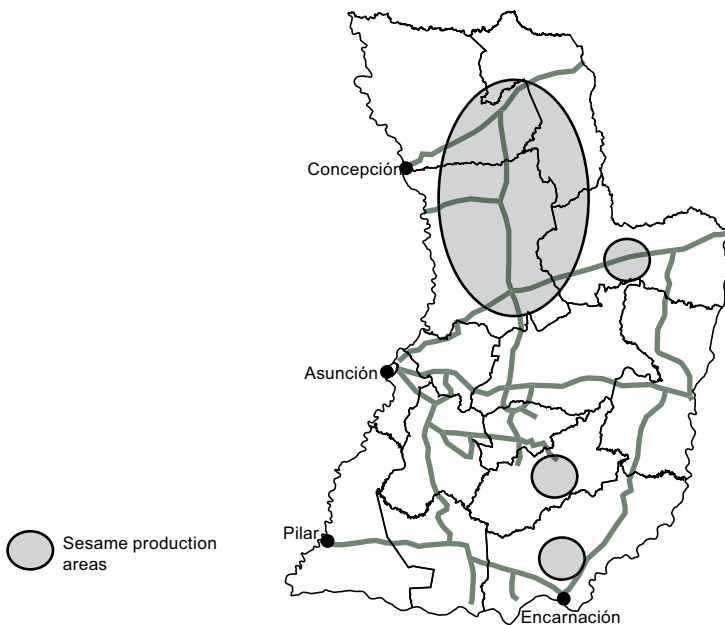 Concepción
Asunción
Pilar
Sesame production
areas
Encarnación